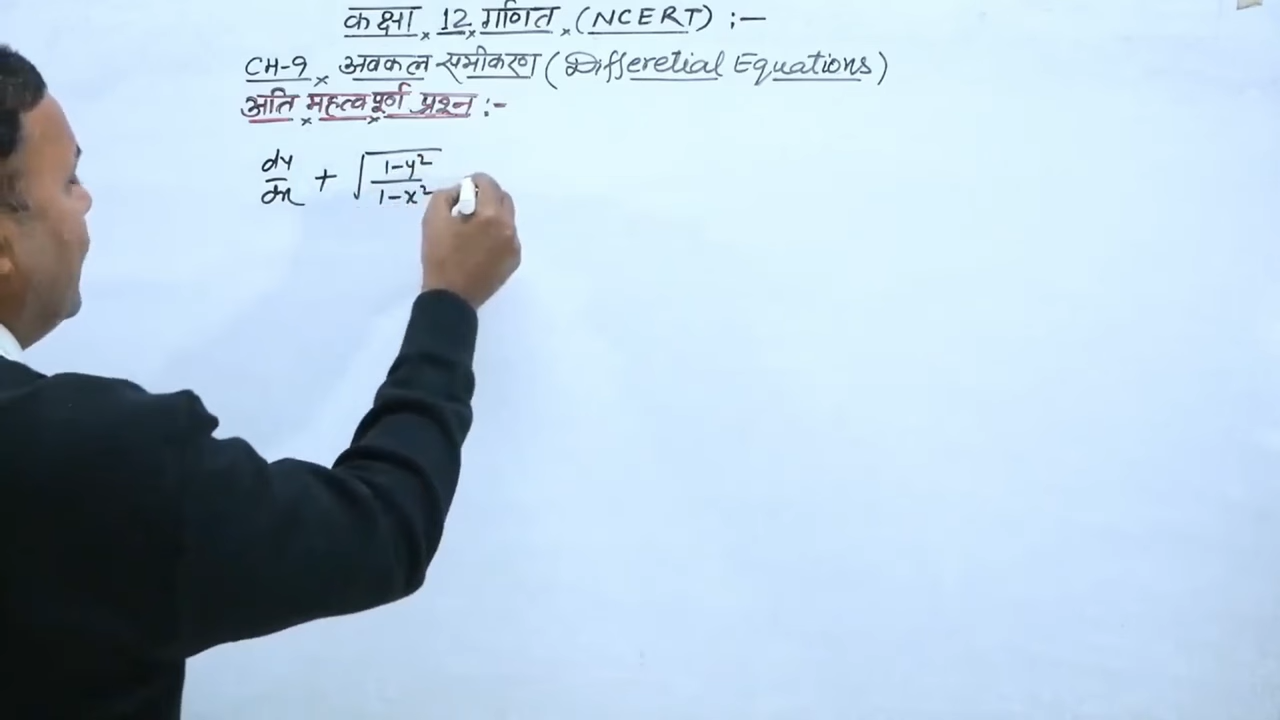 कक्षा × 12 × गणित × (NCERT) :—
CH-9 × अवकल समीकरण (Differetial Equations)
अति × महत्वपूर्ण × प्रश्न :-
dy/dx + √(1-y²/1-x²)